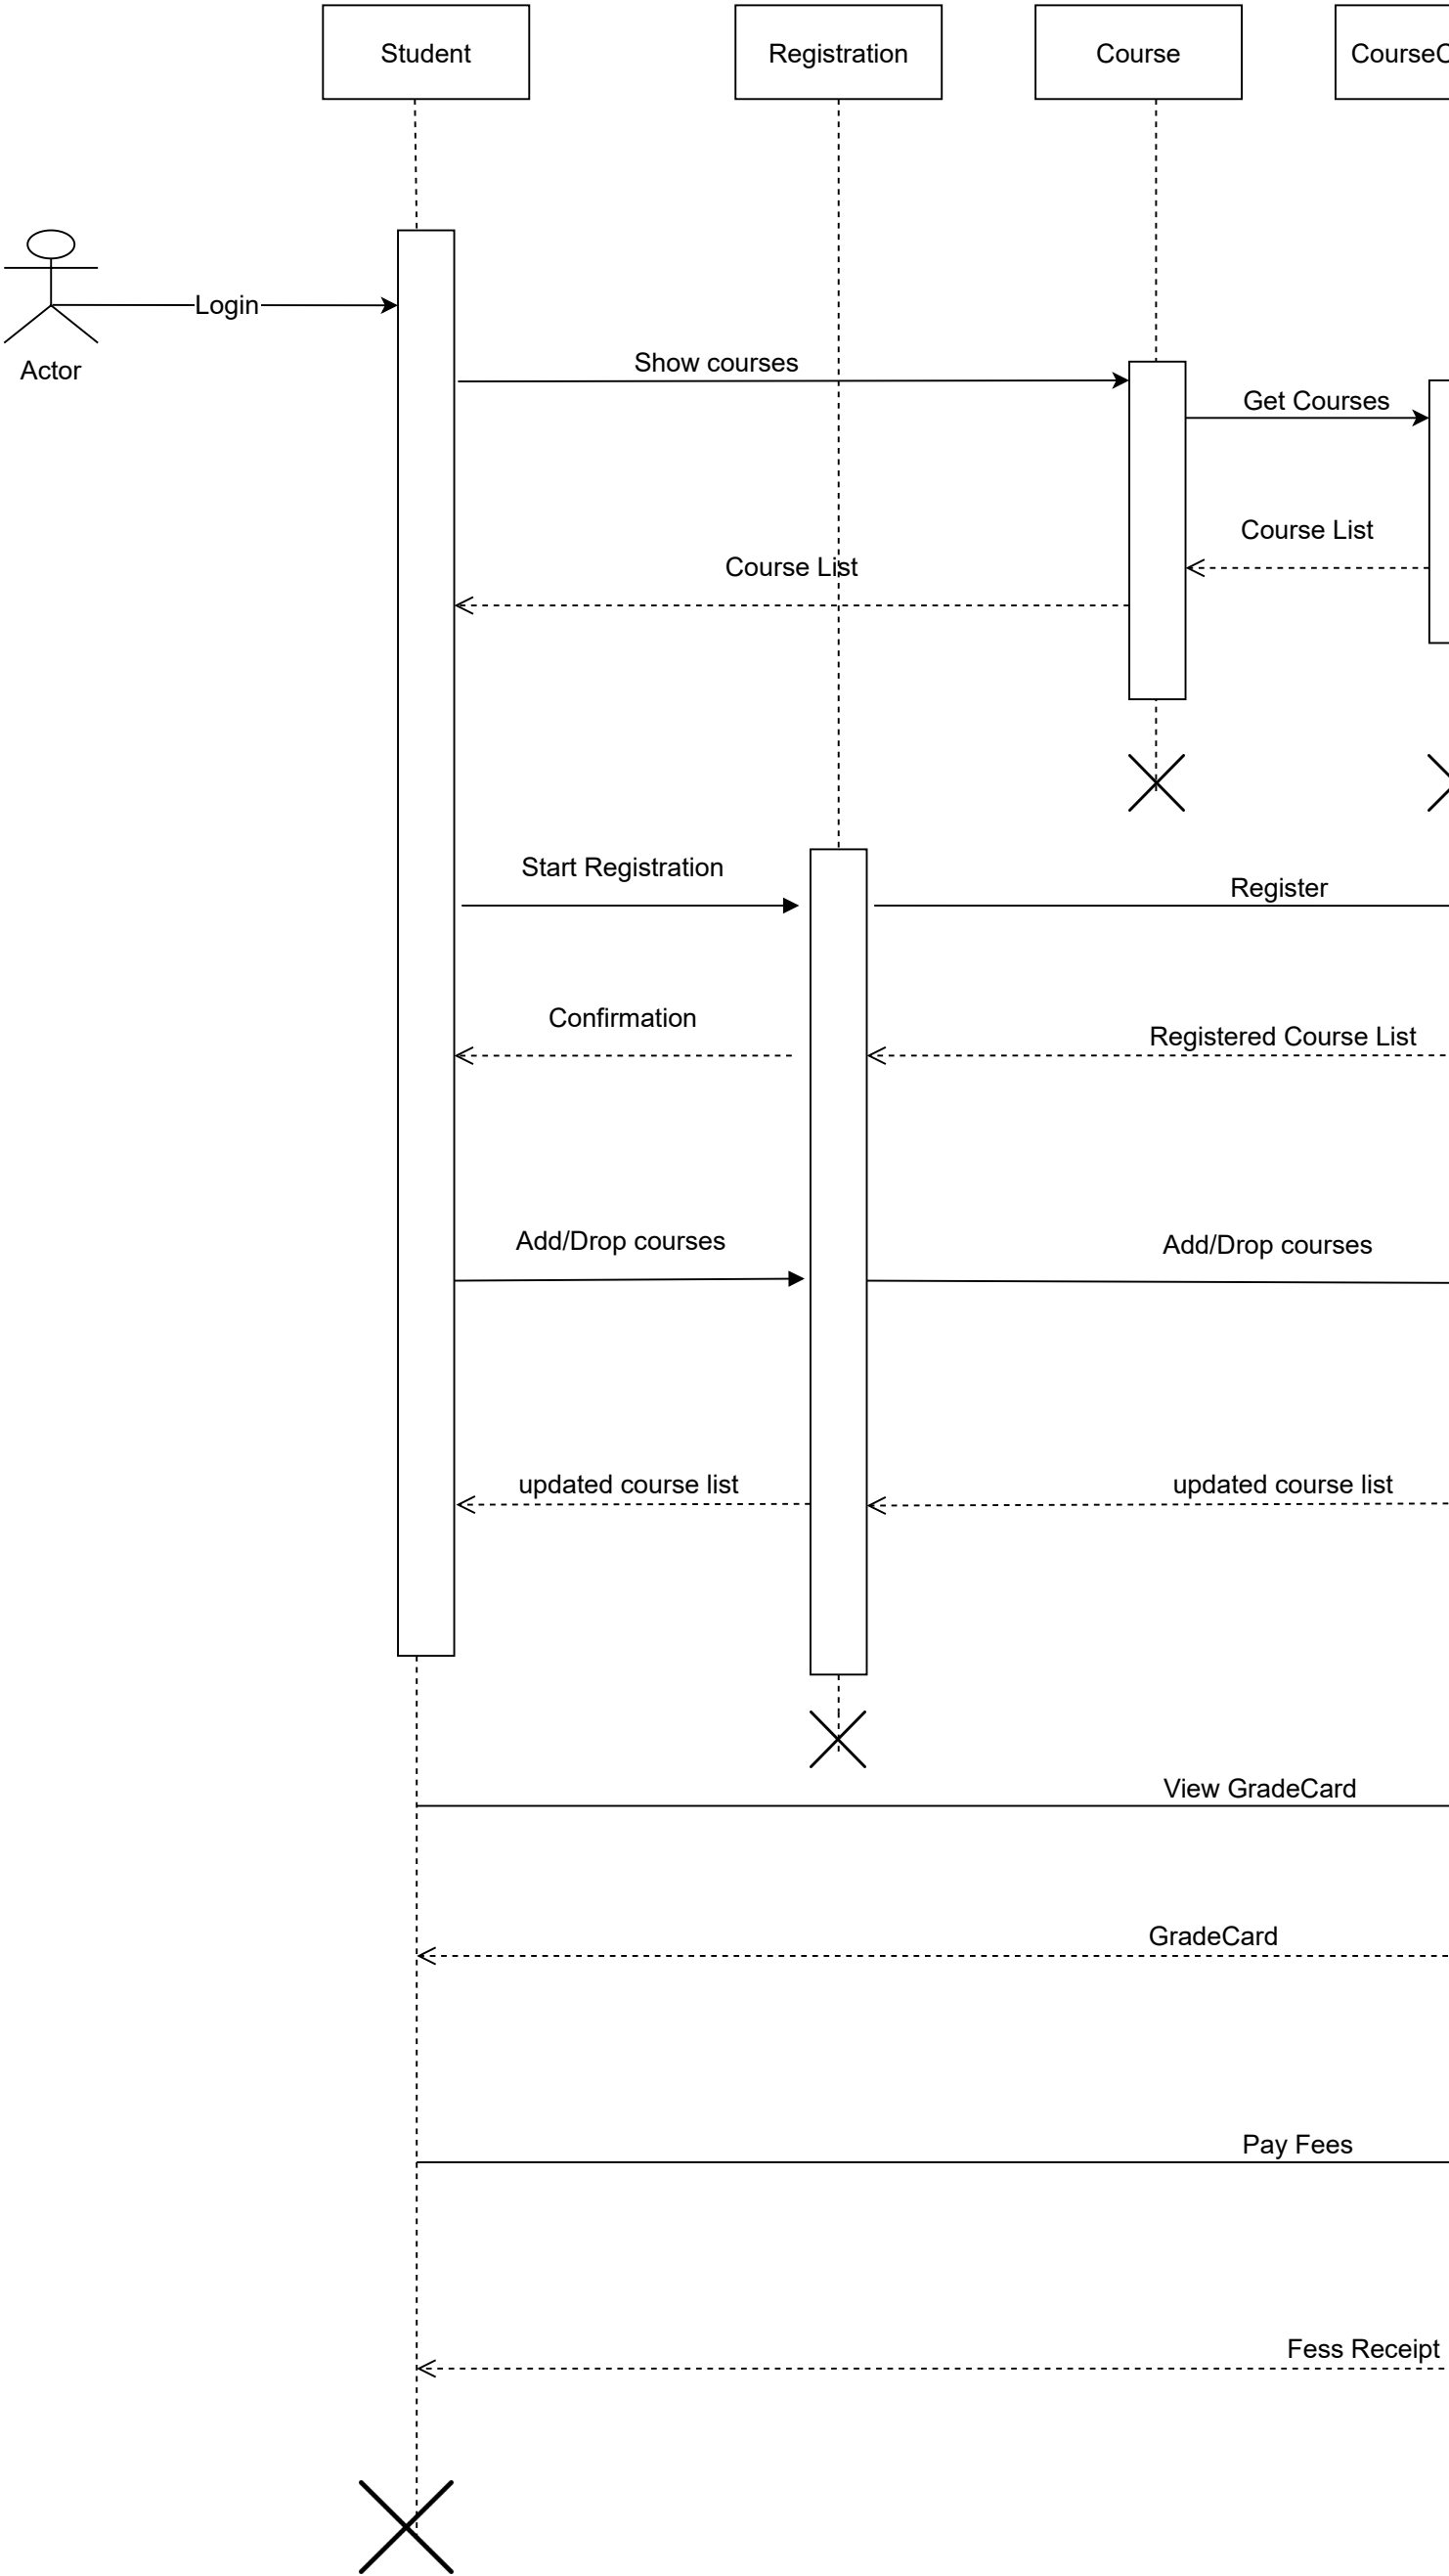 Student
Registration
Course
CourseC
Login
Actor
Show courses
Get Courses
Course List
Course List
Start Registration
Register
Confirmation
Registered Course List
Add/Drop courses
Add/Drop courses
updated course list
updated course list
View GradeCard
GradeCard
Pay Fees
Fess Receipt